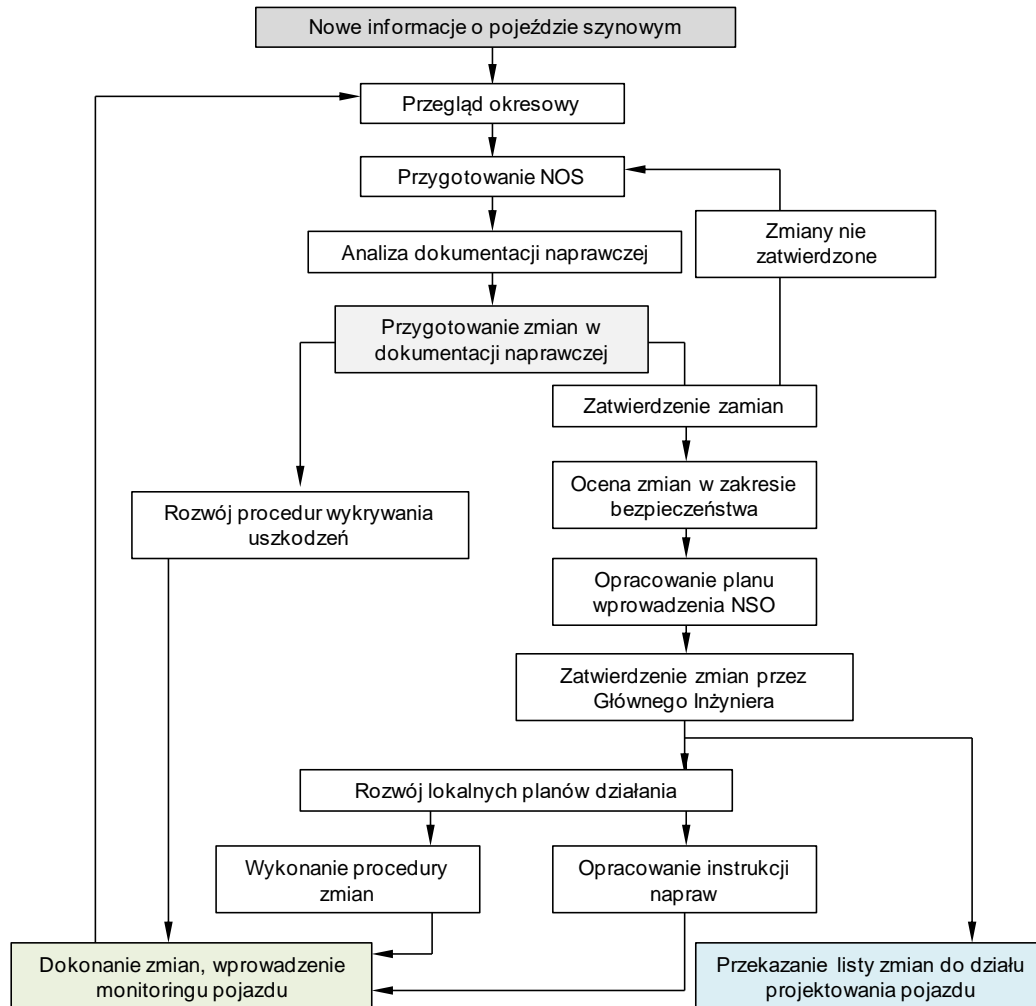 Nowe informacje o pojeździe szynowym
Przegląd okresowy
Przygotowanie NOS
Zmiany nie
zatwierdzone
Analiza dokumentacji naprawczej
Przygotowanie zmian w
dokumentacji naprawczej
Zatwierdzenie zamian
Ocena zmian w zakresie
bezpieczeństwa
Rozwój procedur wykrywania
uszkodzeń
Opracowanie planu
wprowadzenia NSO
Zatwierdzenie zmian przez
Głównego Inżyniera
Rozwój lokalnych planów działania
Wykonanie procedury
zmian
Opracowanie instrukcji
napraw
Dokonanie zmian, wprowadzenie
monitoringu pojazdu
Przekazanie listy zmian do działu
projektowania pojazdu